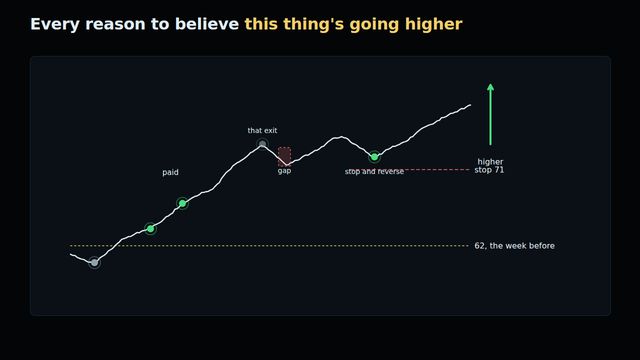 Every reason to believe this thing's going higher
that exit
paid
gap
stop and reverse
higher
stop 71
62, the week before